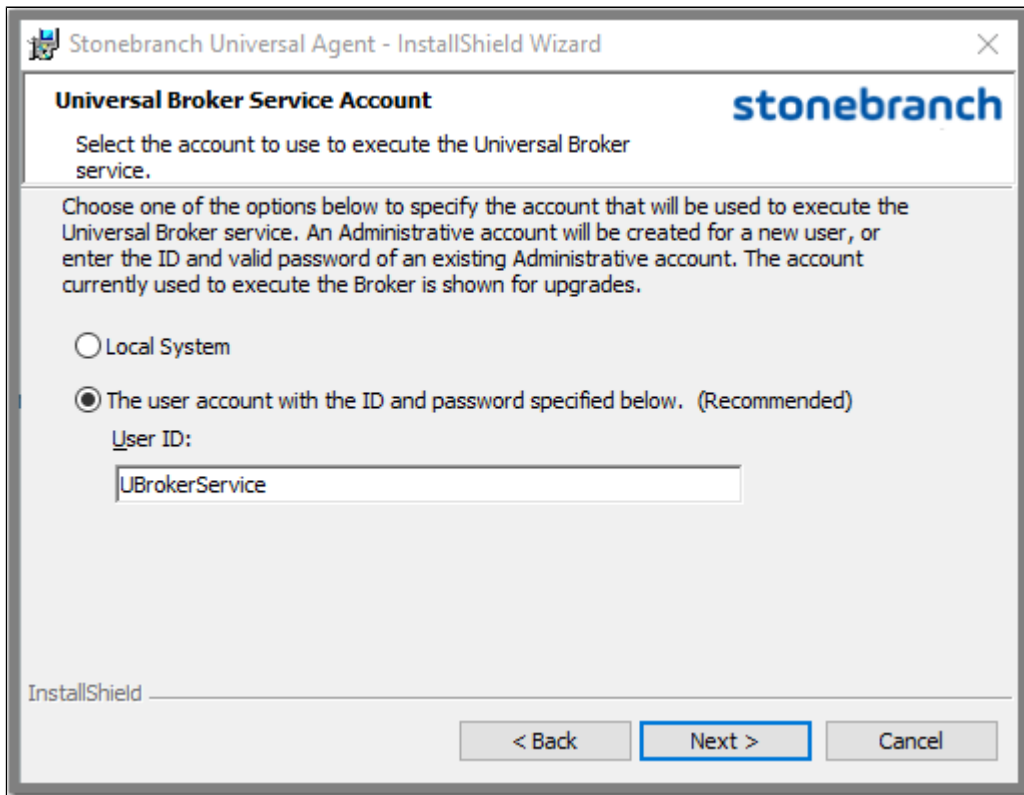 Stonebranch Universal Agent - InstallShield Wizard
Universal Broker Service Account
stonebranch
Select the account to use to execute the Universal Broker
service.
Choose one of the options below to specify the account that will be used to execute the
Universal Broker service. An Administrative account will be created for a new user, or
enter the ID and valid password of an existing Administrative account. The account
currently used to execute the Broker is shown for upgrades.
Local System
The user account with the ID and password specified below. (Recommended)
User ID:
UBrokerService
InstallShield
< Back
Next >
Cancel